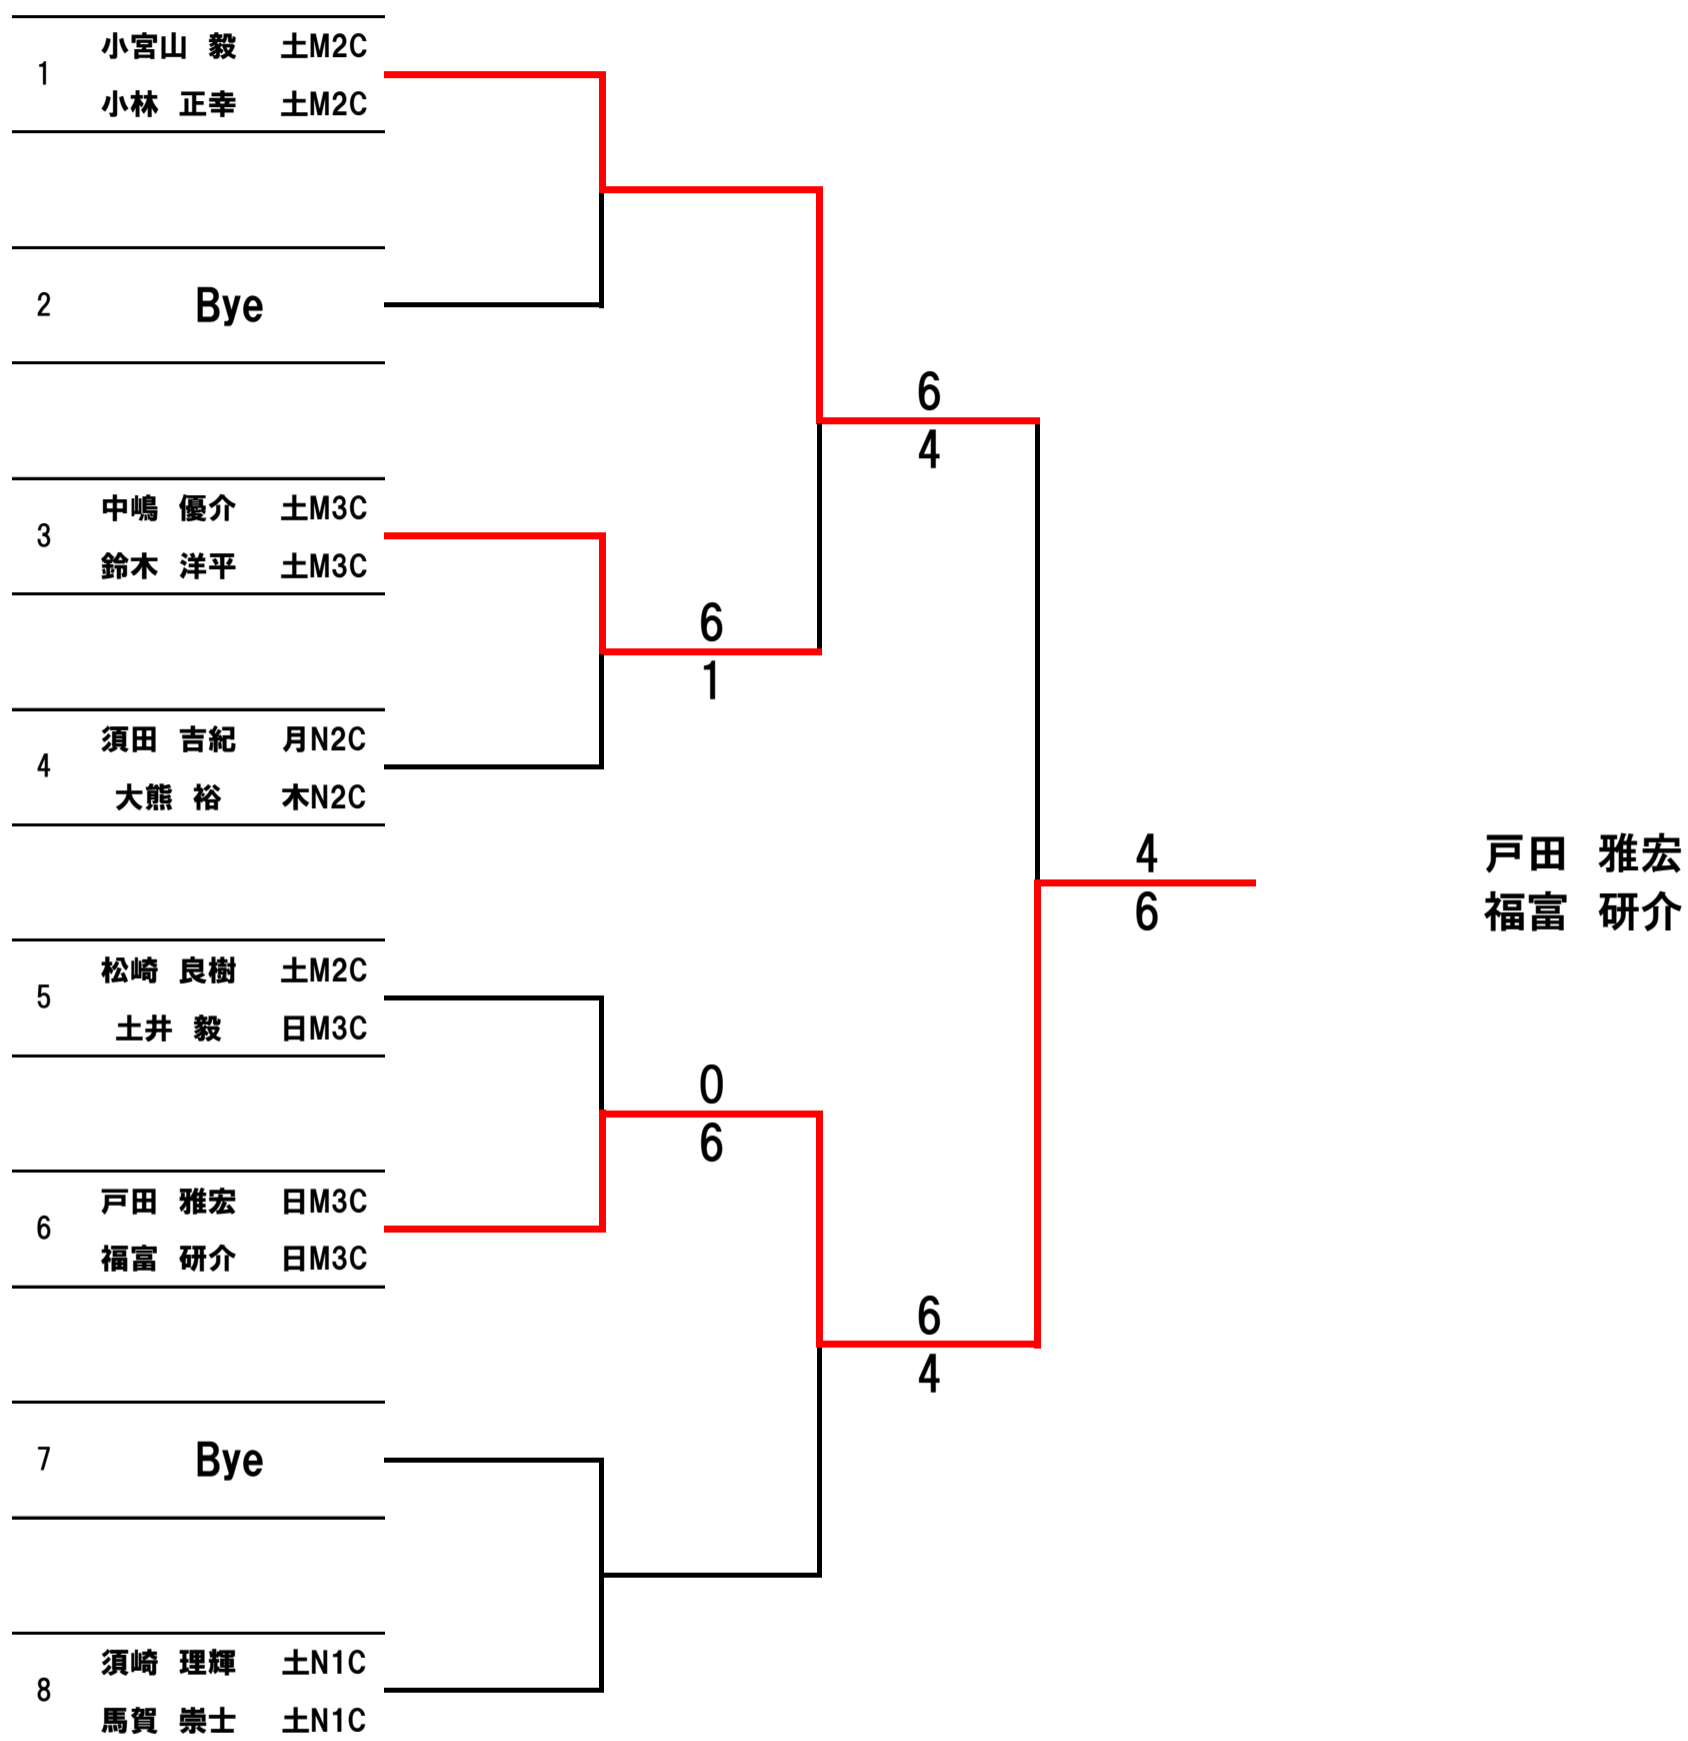 小宮山 毅 土M2C
1
小林 正幸 土M2C
2 Bye
6
4
中嶋 優介 土M3C
3
鈴木 洋平 土M3C
6
1
須田 吉紀 月N2C
4
大熊 裕 木N2C
4
6
戸田 雅宏
福富 研介
松崎 良樹 土M2C
5
土井 毅 日M3C
0
6
戸田 雅宏 日M3C
6
福富 研介 日M3C
6
4
7 Bye
須崎 理輝 土N1C
8
馬賀 崇士 土N1C